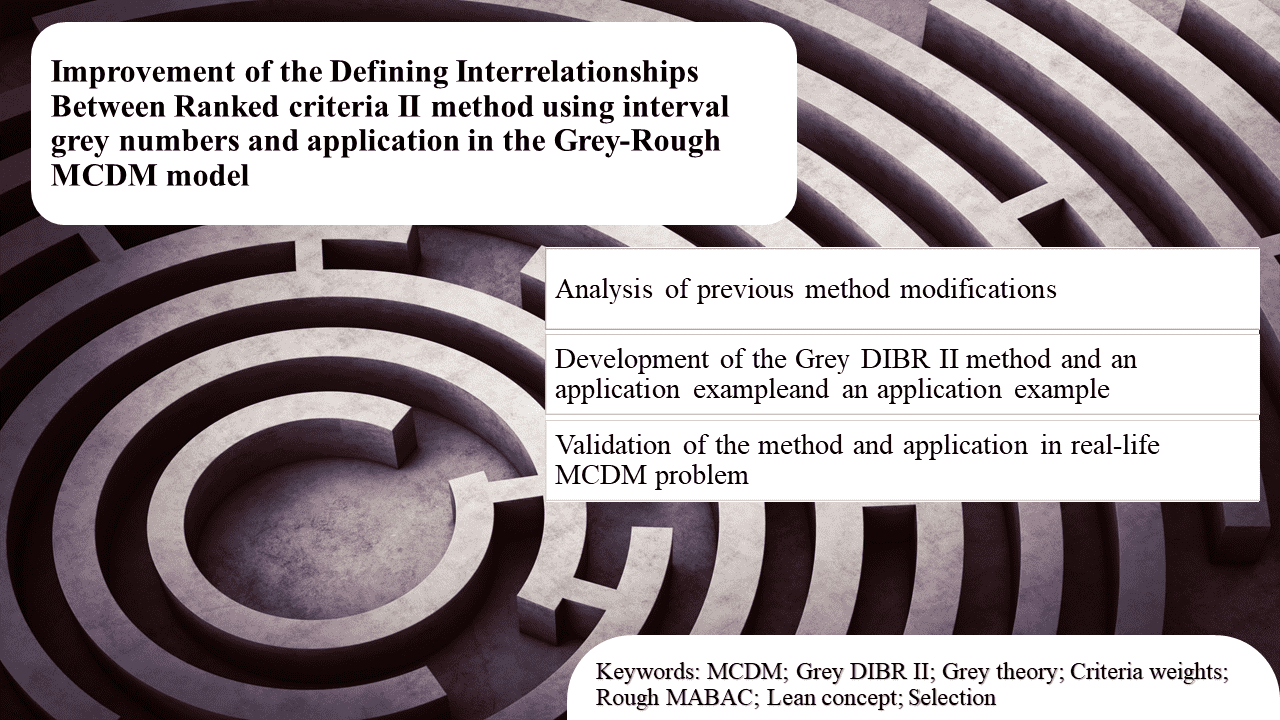 Improvement of the Defining Interrelationships
Between Ranked criteria II method using interval
grey numbers and application in the Grey-Rough
MCDM model
Analysis of previous method modifications
Development of the Grey DIBR II method and an
application exampleand an application example
Validation of the method and application in real-life
MCDM problem
Keywords: MCDM; Grey DIBR II; Grey theory; Criteria weights;
Rough MABAC; Lean concept; Selection